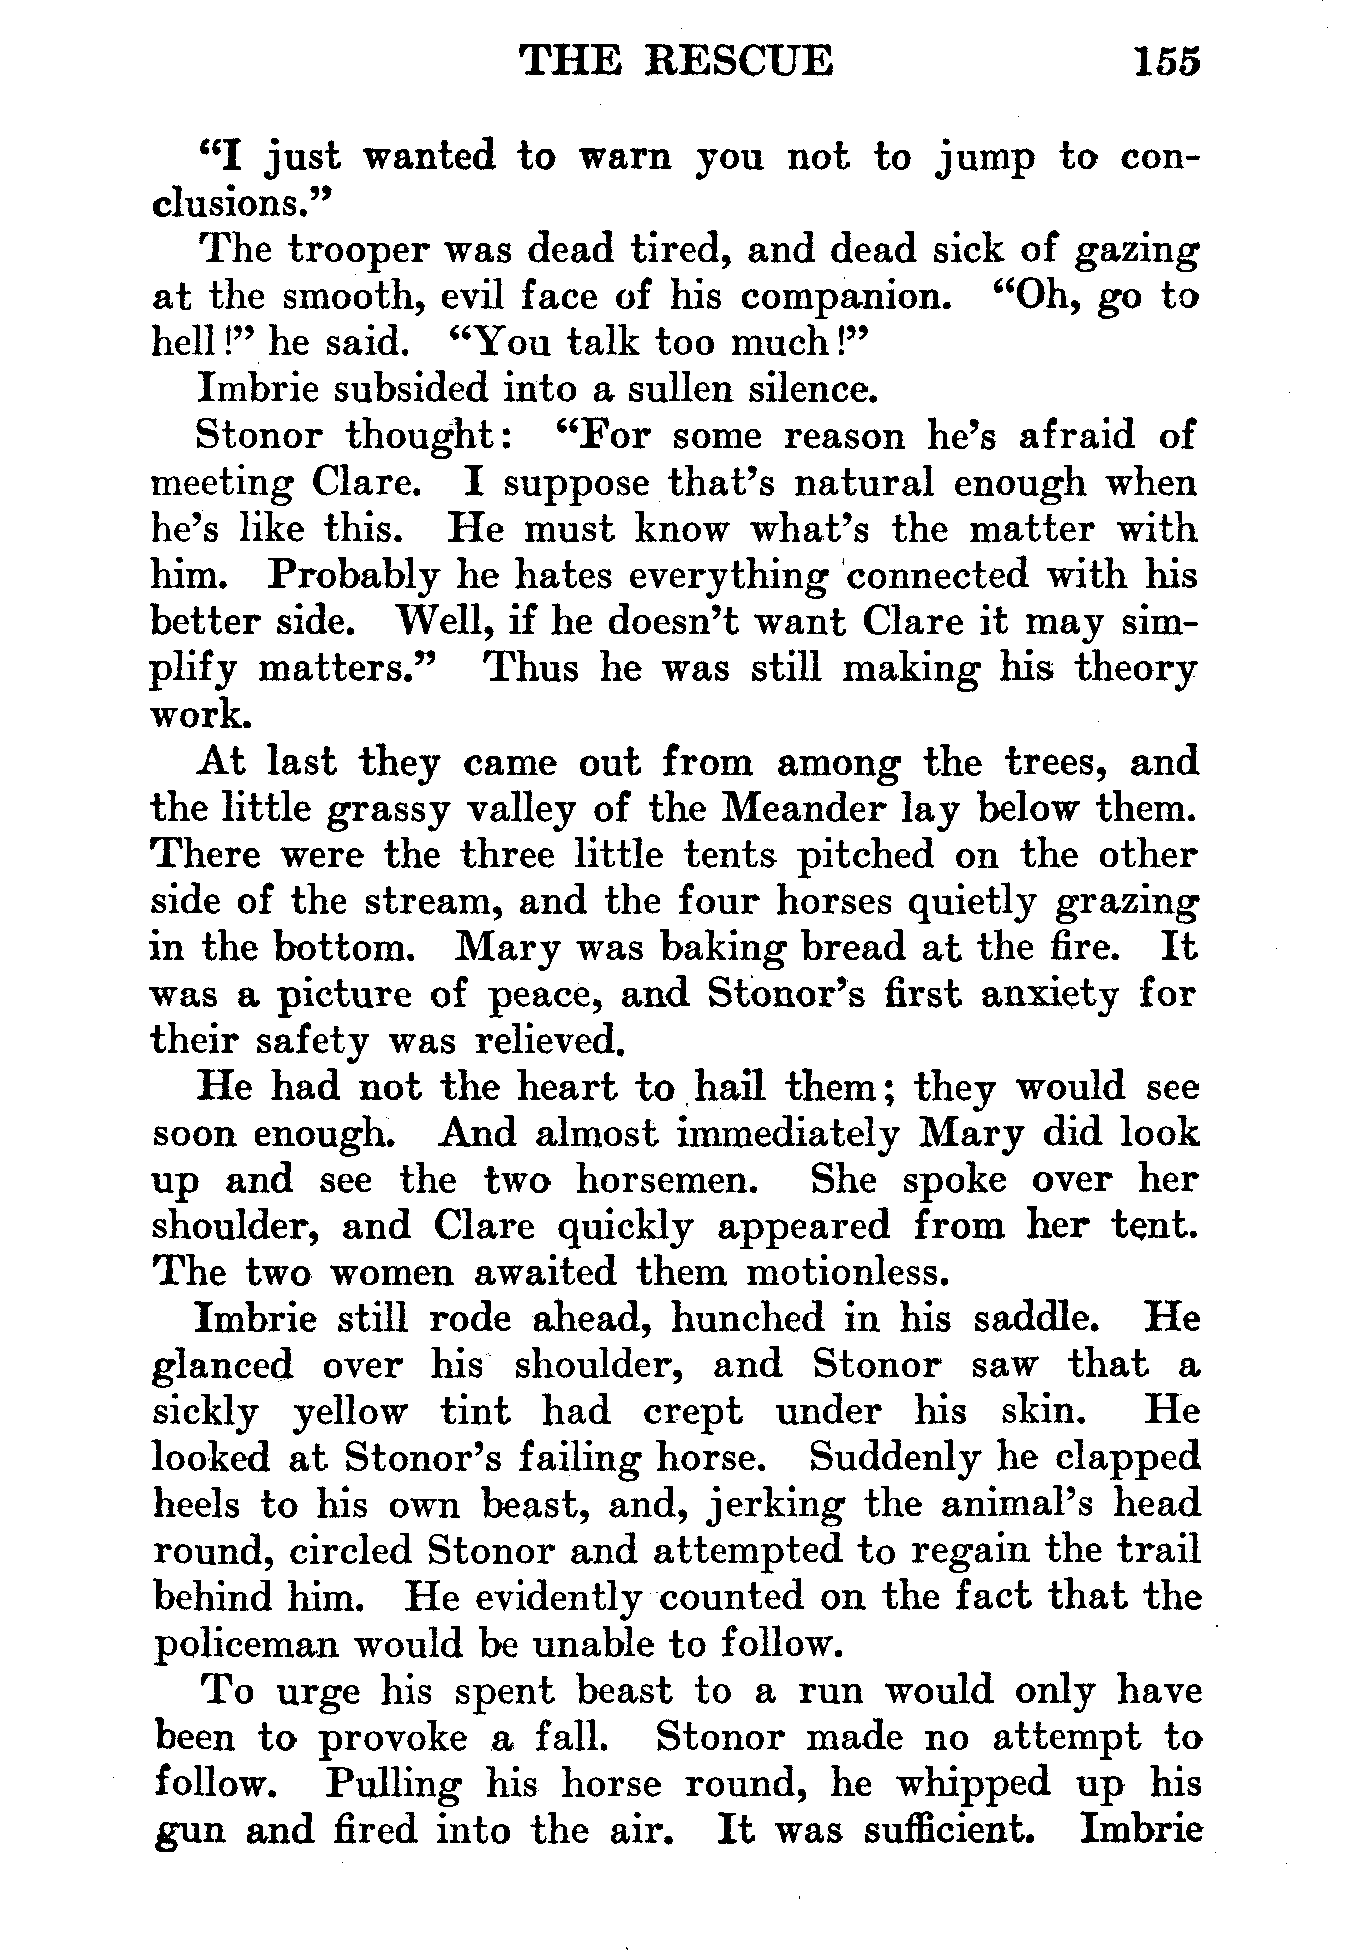 THE RESCUE 155
“I just wanted to warn you not to jump to con-
clusions.”
The trooper was dead tired, and dead sick of gazing
at the smooth, evil face of his companion. “Oh, go to
hell!” he said. “You talk too much!”
Imbrie subsided into a sullen silence.
Stonor thought: “For some reason he’s afraid of
meeting Clare. I suppose that’s natural enough when
he’s like this. He must know what’s the matter with
him. Probably he hates everything connected with his
better side. Well, if he doesn’t want Clare it may sim-
plify matters.” Thus he was still making his theory
work.
At last they came out from among the trees, and
the little grassy valley of the Meander lay below them.
There were the three little tents pitched on the other
side of the stream, and the four horses quietly grazing
in the bottom. Mary was baking bread at the fire. It
was a picture of peace, and Stonor’s first anxiety for
their safety was relieved.
He had not the heart to hail them; they would see
soon enough. And almost immediately Mary did look
up and see the two horsemen. She spoke over her
shoulder, and Clare quickly appeared from her tent.
The two women awaited them motionless.
Imbrie still rode ahead, hunched in his saddle. He
glanced over his shoulder, and Stonor saw that a
sickly yellow tint had crept under his skin. He
looked at Stonor’s failing horse. Suddenly he clapped
heels to his own beast, and, jerking the animal’s head
round, circled Stonor and attempted to regain the trail
behind him. He evidently counted on the fact that the
policeman would be unable to follow.
To urge his spent beast to a run would only have
been to provoke a fall. Stonor made no attempt to
follow. Pulling his horse round, he whipped up his
gun and fired into the air. It was sufficient. Imbrie